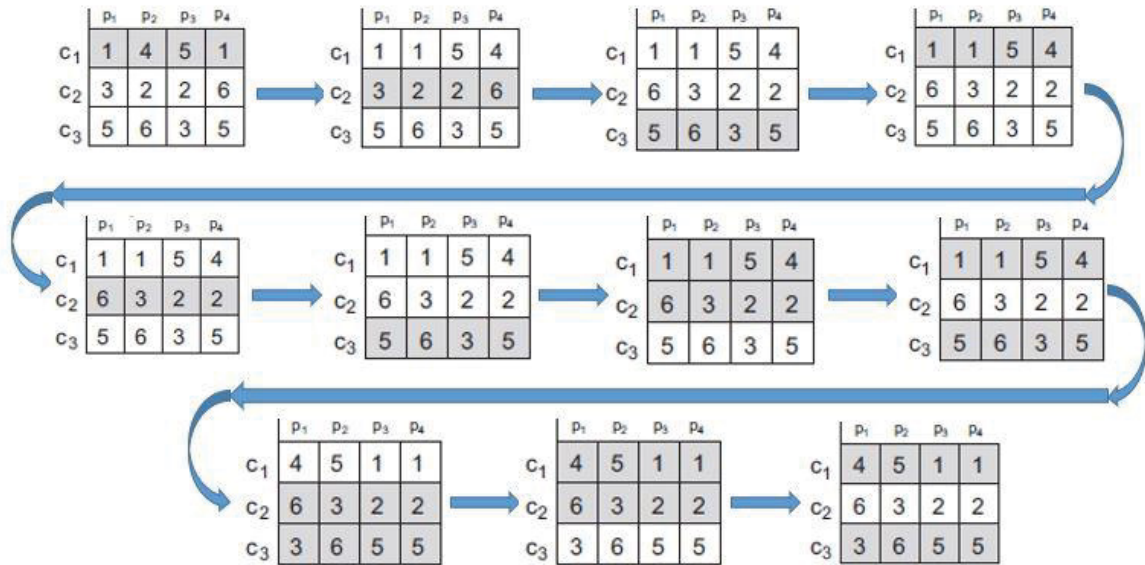 p₁ p₂ p₃ p₄
c₁ 1 4 5 1
c₂ 3 2 2 6
c₃ 5 6 3 5
p₁ p₂ p₃ p₄
c₁ 1 1 5 4
c₂ 3 2 2 6
c₃ 5 6 3 5
p₁ p₂ p₃ p₄
c₁ 1 1 5 4
c₂ 6 3 2 2
c₃ 5 6 3 5
p₁ p₂ p₃ p₄
c₁ 1 1 5 4
c₂ 6 3 2 2
c₃ 5 6 3 5
p₁ p₂ p₃ p₄
c₁ 1 1 5 4
c₂ 6 3 2 2
c₃ 5 6 3 5
p₁ p₂ p₃ p₄
c₁ 1 1 5 4
c₂ 6 3 2 2
c₃ 5 6 3 5
p₁ p₂ p₃ p₄
c₁ 1 1 5 4
c₂ 6 3 2 2
c₃ 5 6 3 5
p₁ p₂ p₃ p₄
c₁ 1 1 5 4
c₂ 6 3 2 2
c₃ 5 6 3 5
p₁ p₂ p₃ p₄
c₁ 4 5 1 1
c₂ 6 3 2 2
c₃ 3 6 5 5
p₁ p₂ p₃ p₄
c₁ 4 5 1 1
c₂ 6 3 2 2
c₃ 3 6 5 5
p₁ p₂ p₃ p₄
c₁ 4 5 1 1
c₂ 6 3 2 2
c₃ 3 6 5 5